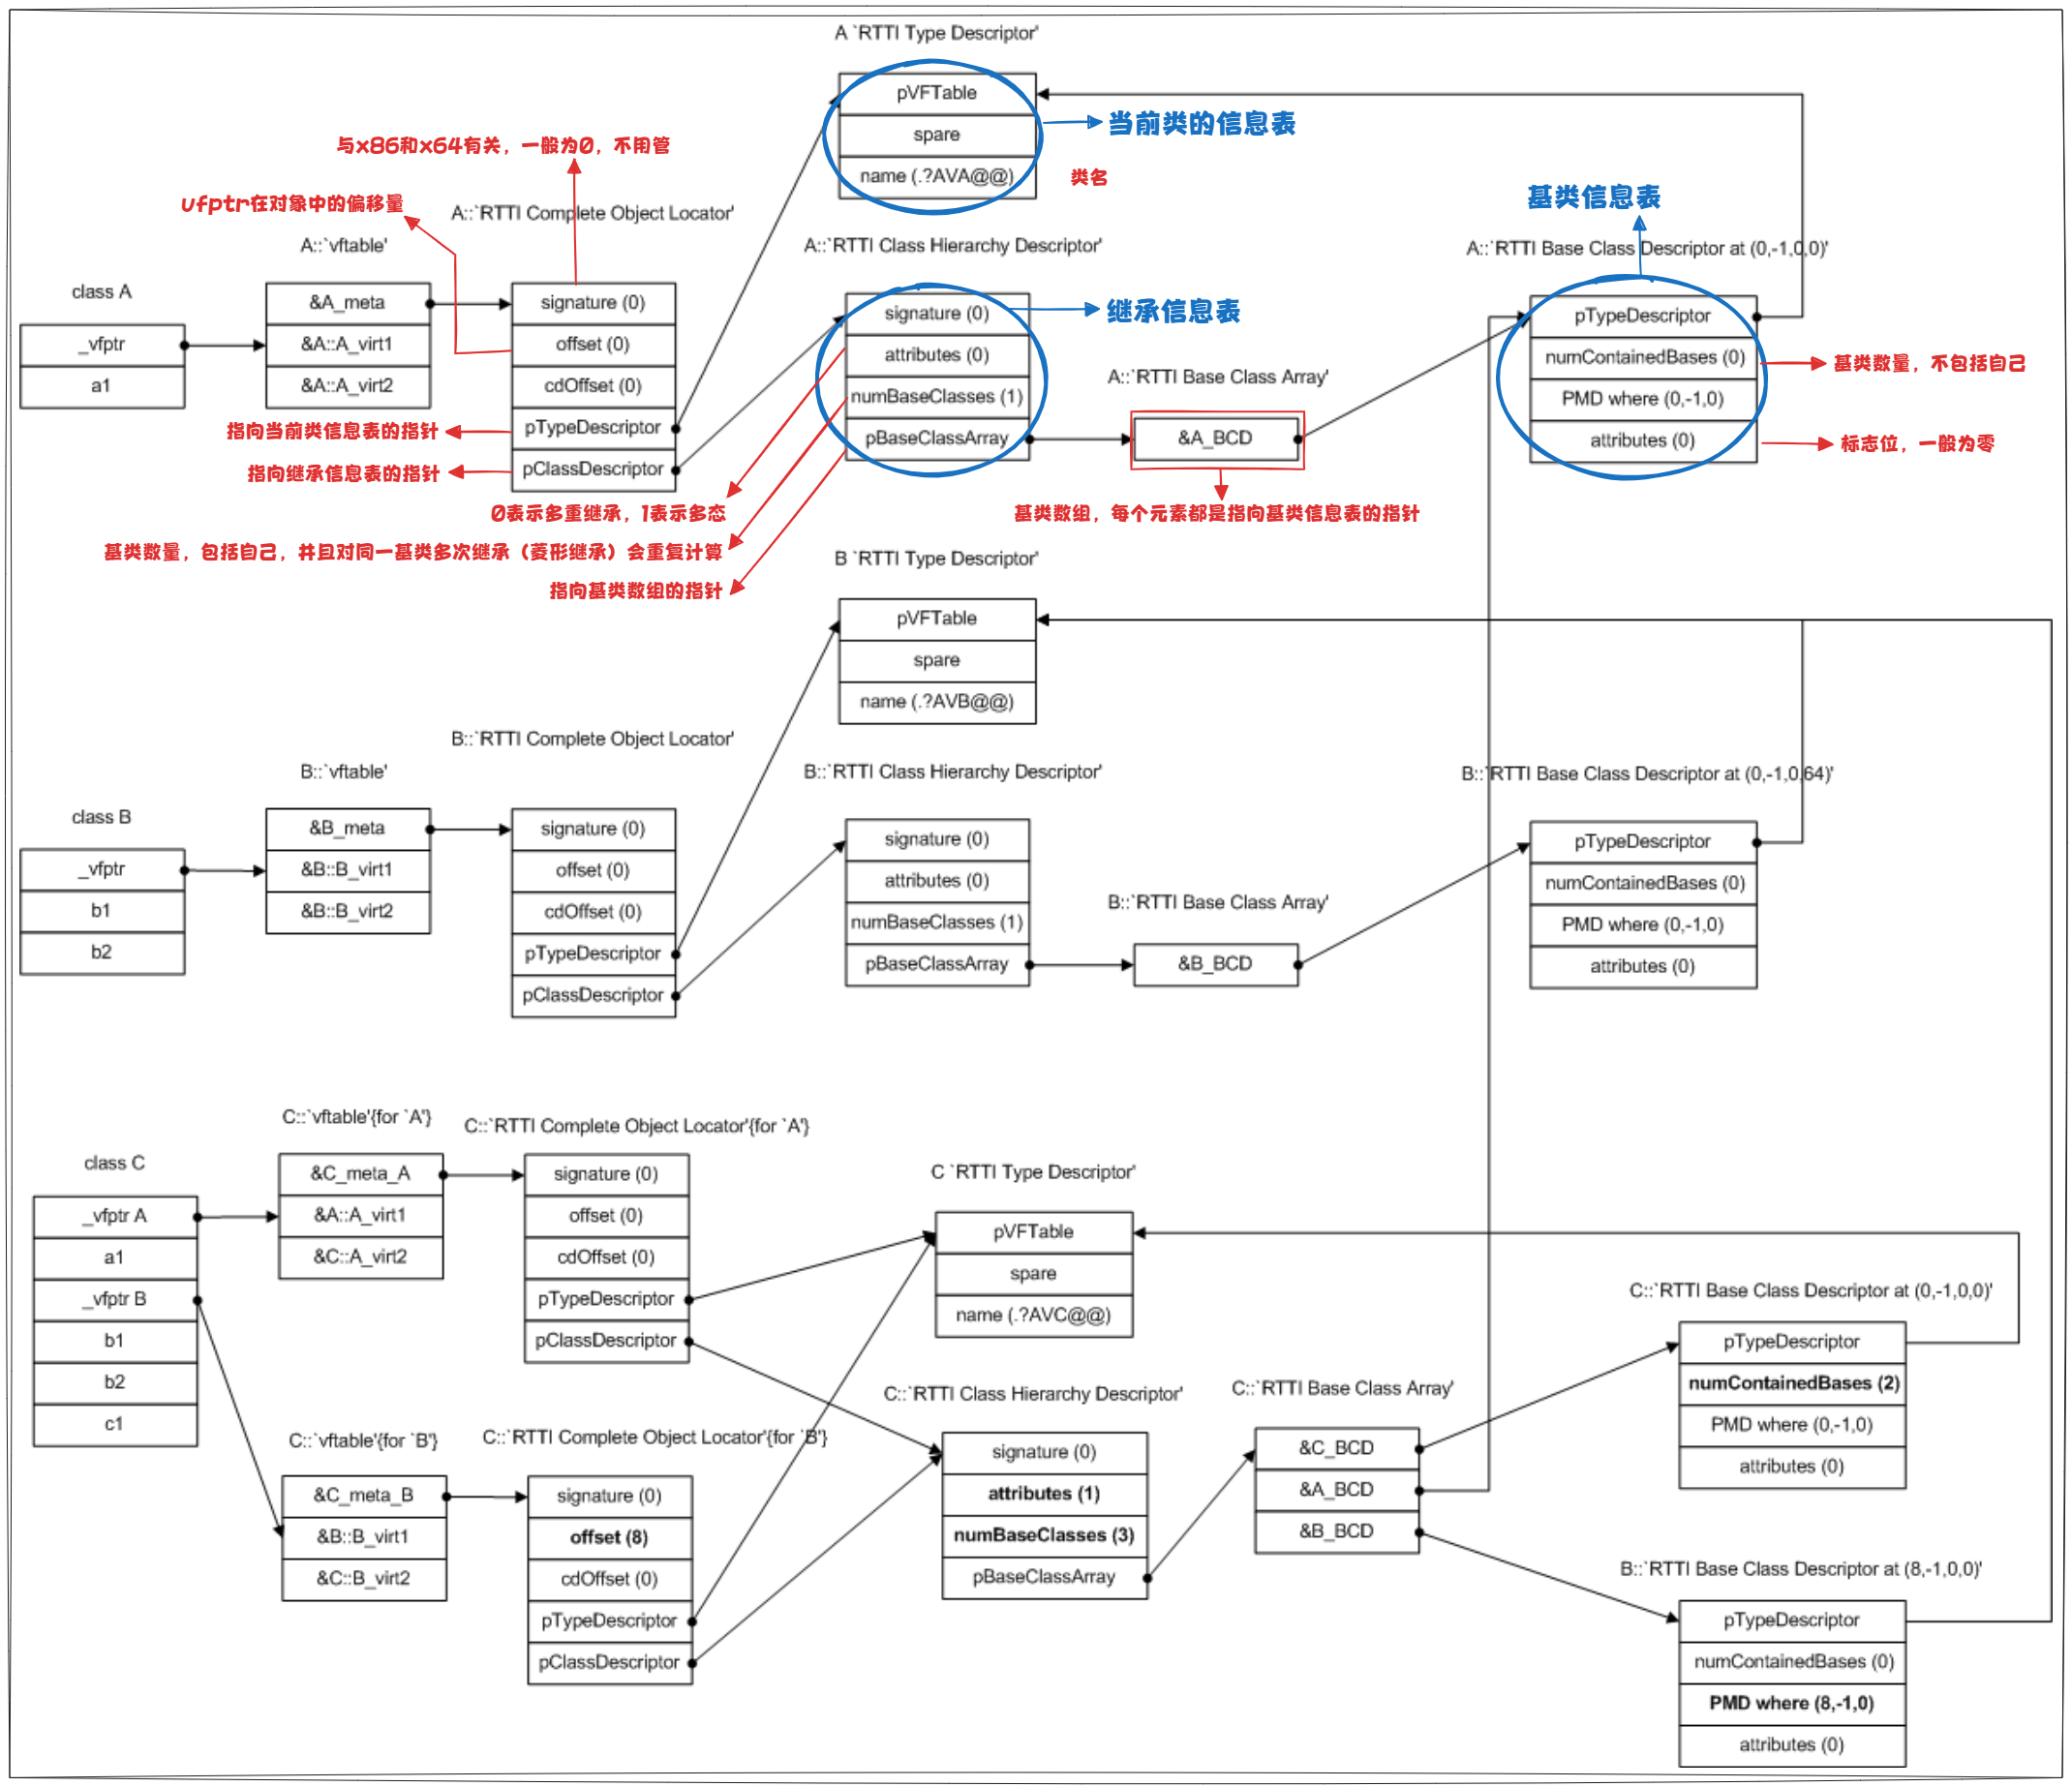 A `RTTI Type Descriptor'
pVFTable
spare
name (.?AVA@@)
当前类的信息表
类名
与x86和x64有关，一般为0，不用管
vfptr在对象中的偏移量
A::`RTTI Complete Object Locator'
A::`vftable'
class A
_vfptr
a1
&A_meta
&A::A_virt1
&A::A_virt2
signature (0)
offset (0)
cdOffset (0)
pTypeDescriptor
pClassDescriptor
指向当前类信息表的指针
指向继承信息表的指针
A::`RTTI Class Hierarchy Descriptor'
signature (0)
attributes (0)
numBaseClasses (1)
pBaseClassArray
继承信息表
0表示多重继承，1表示多态
基类数量，包括自己，并且对同一基类多次继承（菱形继承）会重复计算
指向基类数组的指针
A::`RTTI Base Class Array'
&A_BCD
基类数组，每个元素都是指向基类信息表的指针
基类信息表
A::`RTTI Base Class Descriptor at (0,-1,0,0)'
pTypeDescriptor
numContainedBases (0)
PMD where (0,-1,0)
attributes (0)
基类数量，不包括自己
标志位，一般为零
B `RTTI Type Descriptor'
pVFTable
spare
name (.?AVB@@)
B::`RTTI Complete Object Locator'
B::`vftable'
class B
_vfptr
b1
b2
&B_meta
&B::B_virt1
&B::B_virt2
signature (0)
offset (0)
cdOffset (0)
pTypeDescriptor
pClassDescriptor
B::`RTTI Class Hierarchy Descriptor'
signature (0)
attributes (0)
numBaseClasses (1)
pBaseClassArray
B::`RTTI Base Class Array'
&B_BCD
B::`RTTI Base Class Descriptor at (0,-1,0,64)'
pTypeDescriptor
numContainedBases (0)
PMD where (0,-1,0)
attributes (0)
C::`vftable'{for `A'}
C::`RTTI Complete Object Locator'{for `A'}
class C
_vfptr A
a1
_vfptr B
b1
b2
c1
&C_meta_A
&A::A_virt1
&C::A_virt2
signature (0)
offset (0)
cdOffset (0)
pTypeDescriptor
pClassDescriptor
C `RTTI Type Descriptor'
pVFTable
spare
name (.?AVC@@)
C::`vftable'{for `B'}
C::`RTTI Complete Object Locator'{for `B'}
&C_meta_B
&B::B_virt1
&C::B_virt2
signature (0)
offset (8)
cdOffset (0)
pTypeDescriptor
pClassDescriptor
C::`RTTI Class Hierarchy Descriptor'
signature (0)
attributes (1)
numBaseClasses (3)
pBaseClassArray
C::`RTTI Base Class Array'
&C_BCD
&A_BCD
&B_BCD
C::`RTTI Base Class Descriptor at (0,-1,0,0)'
pTypeDescriptor
numContainedBases (2)
PMD where (0,-1,0)
attributes (0)
B::`RTTI Base Class Descriptor at (8,-1,0,0)'
pTypeDescriptor
numContainedBases (0)
PMD where (8,-1,0)
attributes (0)